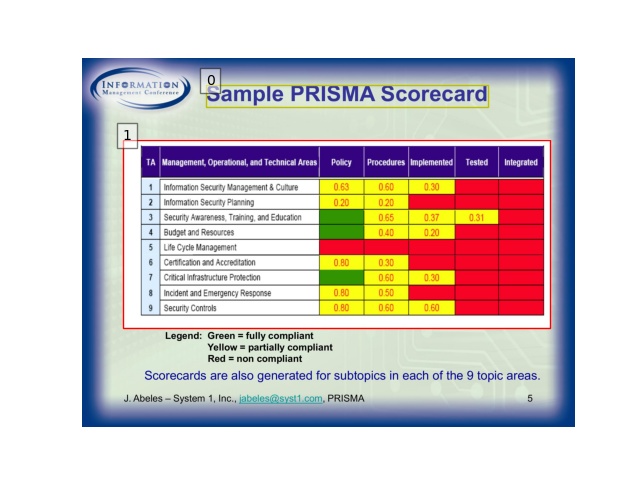 INFORMATION
Management Conference
0
Sample PRISMA Scorecard
1
TA Management, Operational, and Technical Areas Policy Procedures Implemented Tested Integrated
1 Information Security Management & Culture 0.63 0.60 0.30
2 Information Security Planning 0.20 0.20
3 Security Awareness, Training, and Education 0.65 0.37 0.31
4 Budget and Resources 0.40 0.20
5 Life Cycle Management
6 Certification and Accreditation 0.80 0.30
7 Critical Infrastructure Protection 0.60 0.30
8 Incident and Emergency Response 0.80 0.50
9 Security Controls 0.80 0.60 0.60
Legend: Green = fully compliant
Yellow = partially compliant
Red = non compliant
Scorecards are also generated for subtopics in each of the 9 topic areas.
J. Abeles – System 1, Inc., jabeles@syst1.com, PRISMA 5